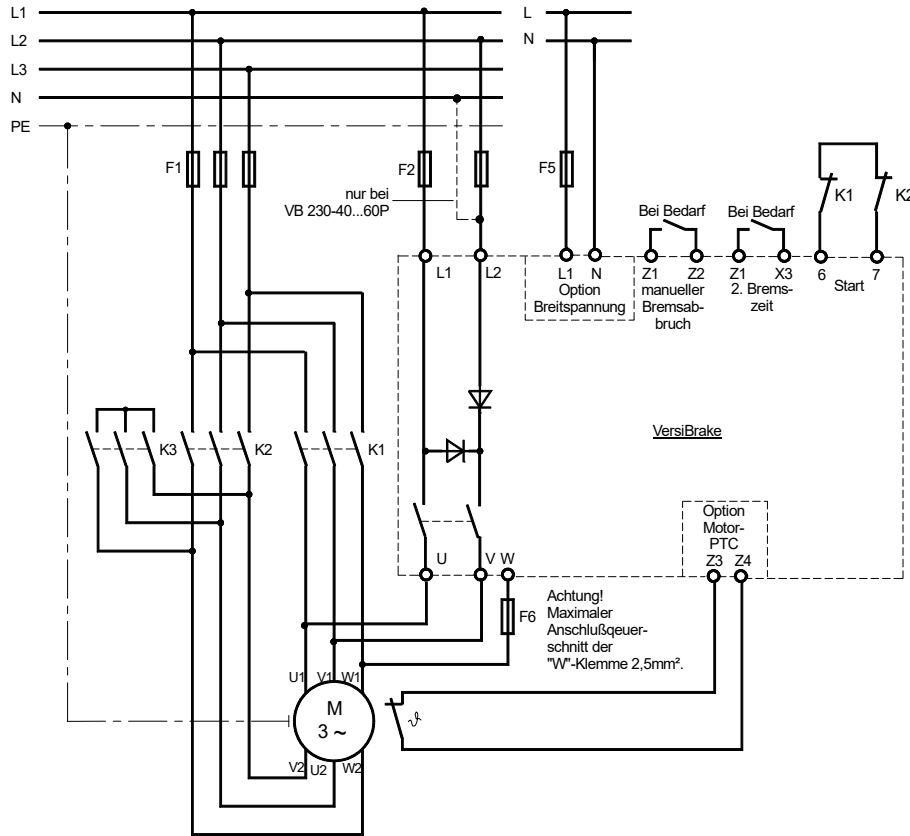 L1
L2
L3
N
PE
L
N
F1
F2
F5
nur bei
VB 230-40...60P
Bei Bedarf
Bei Bedarf
K1
K2
L1
L2
L1
N
Option
Breitspannung
Z1
Z2
manueller
Bremsab-
bruch
Z1
X3
2. Brems-
zeit
6
Start
7
K3
K2
K1
VersiBrake
Option
Motor-
PTC
Z3
Z4
U
V
W
F6
Achtung!
Maximaler
Anschlußqeuer-
schnitt der
"W"-Klemme 2,5mm².
U1
V1
W1
M
3 ~
ϑ
V2
U2
W2